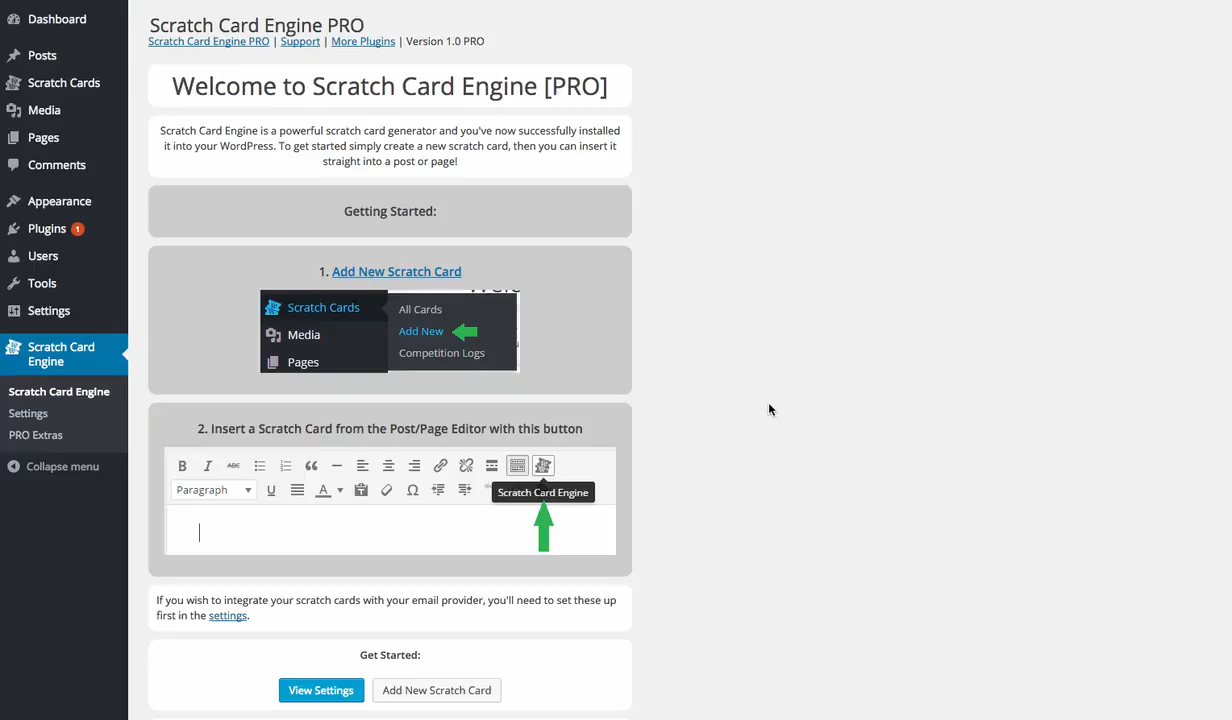 Dashboard
Posts
Scratch Cards
Media
Pages
Comments
Appearance
Plugins 1
Users
Tools
Settings
Scratch Card
Engine
Scratch Card Engine
Settings
PRO Extras
Collapse menu
Scratch Card Engine PRO
Scratch Card Engine PRO | Support | More Plugins | Version 1.0 PRO
Welcome to Scratch Card Engine [PRO]
Scratch Card Engine is a powerful scratch card generator and you've now successfully installed
it into your WordPress. To get started simply create a new scratch card, then you can insert it
straight into a post or page!
Getting Started:
1. Add New Scratch Card
Scratch Cards
Media
Pages
All Cards
Add New
Competition Logs
2. Insert a Scratch Card from the Post/Page Editor with this button
B I ABC
Paragraph U A Ω
Scratch Card Engine
If you wish to integrate your scratch cards with your email provider, you'll need to set these up
first in the settings.
Get Started:
View Settings Add New Scratch Card